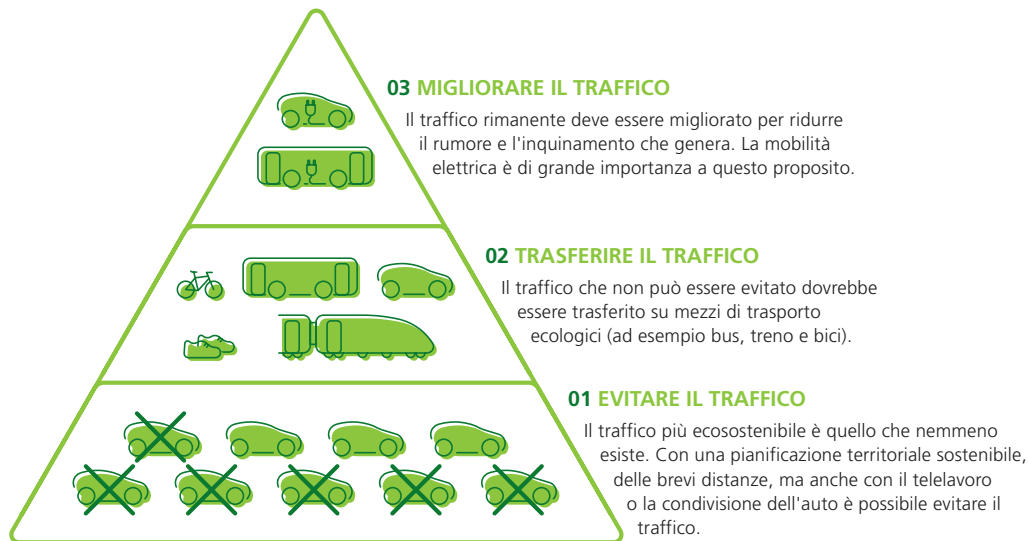 03 MIGLIORARE IL TRAFFICO
Il traffico rimanente deve essere migliorato per ridurre
il rumore e l'inquinamento che genera. La mobilità
elettrica è di grande importanza a questo proposito.
02 TRASFERIRE IL TRAFFICO
Il traffico che non può essere evitato dovrebbe
essere trasferito su mezzi di trasporto
ecologici (ad esempio bus, treno e bici).
01 EVITARE IL TRAFFICO
Il traffico più ecosostenibile è quello che nemmeno
esiste. Con una pianificazione territoriale sostenibile,
delle brevi distanze, ma anche con il telelavoro
o la condivisione dell'auto è possibile evitare il
traffico.